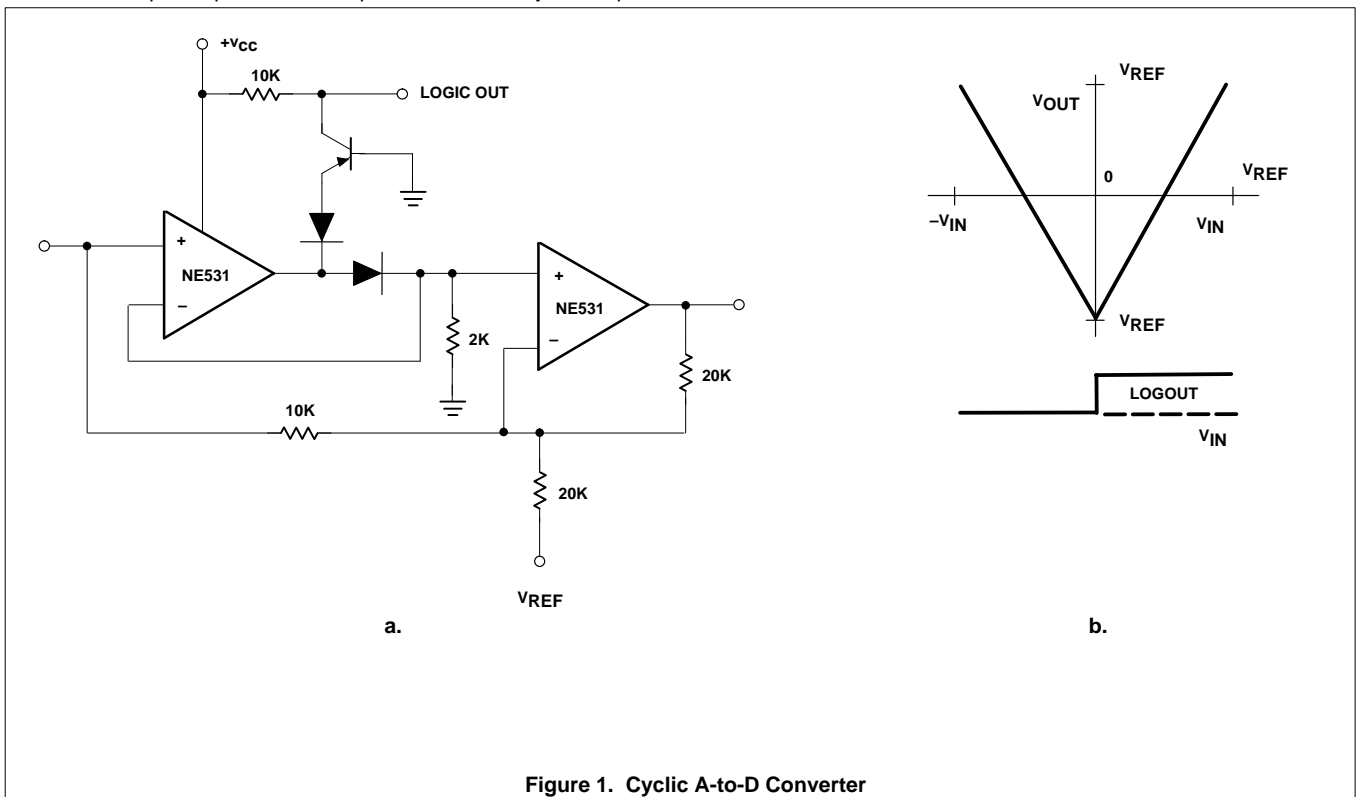 +vCC
10K
LOGIC OUT
+
NE531
−
+
NE531
−
2K
20K
10K
20K
VREF
a.
VREF
VOUT
0
VREF
−VIN
VIN
VREF
LOGOUT
VIN
b.
Figure 1. Cyclic A-to-D Converter